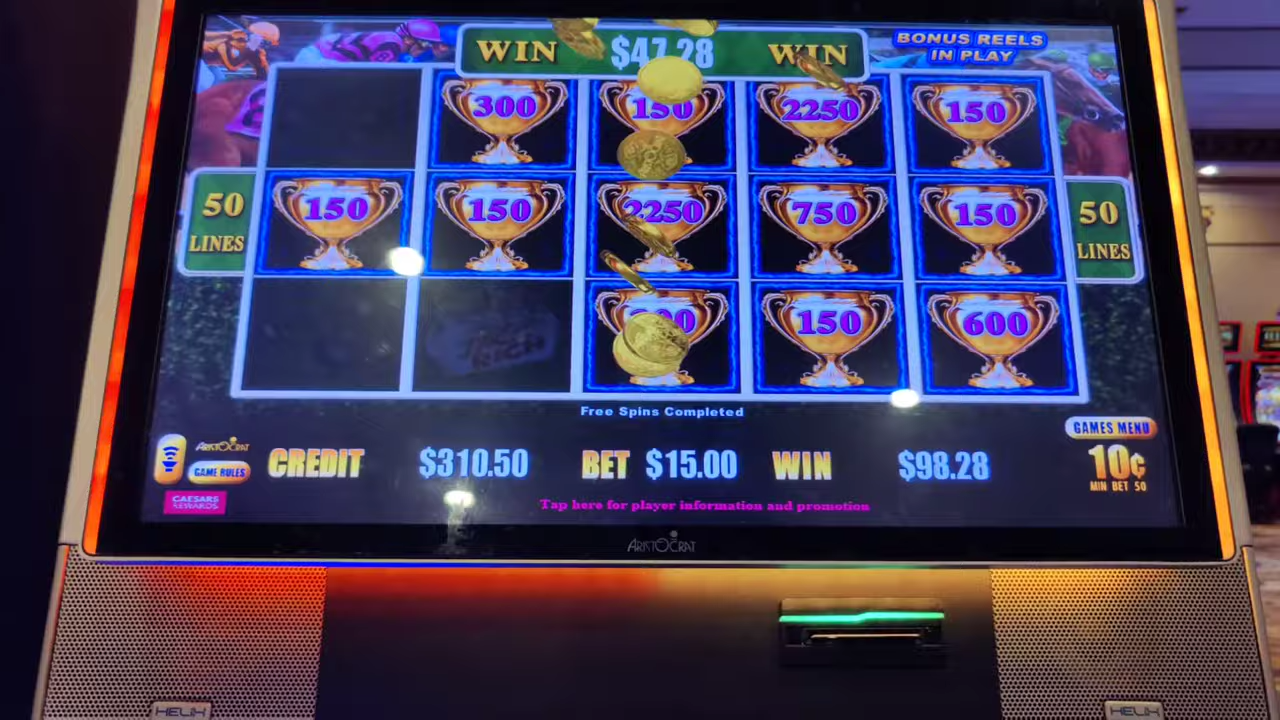 WIN $47.28 WIN
BONUS REELS
IN PLAY
300 150 2250 150
50
LINES
150 150 2250 750 150
50
LINES
150 600
Free Spins Completed
ARISTOCRAT
GAME RULES
CAESARS
REWARDS
CREDIT $310.50 BET $15.00 WIN $98.28
GAMES MENU
10¢
MIN BET 50
Tap here for player information and promotion
ARISTOCRAT
HELIX HELIX